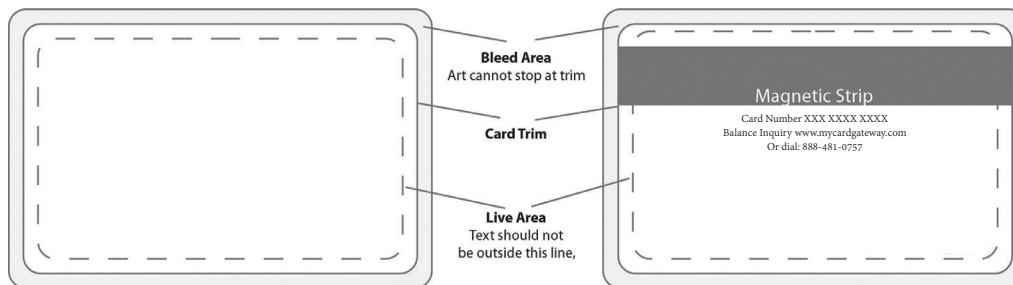 Bleed Area
Art cannot stop at trim
Card Trim
Live Area
Text should not
be outside this line,
Magnetic Strip
Card Number XXX XXXX XXXX
Balance Inquiry www.mycardgateway.com
Or dial: 888-481-0757